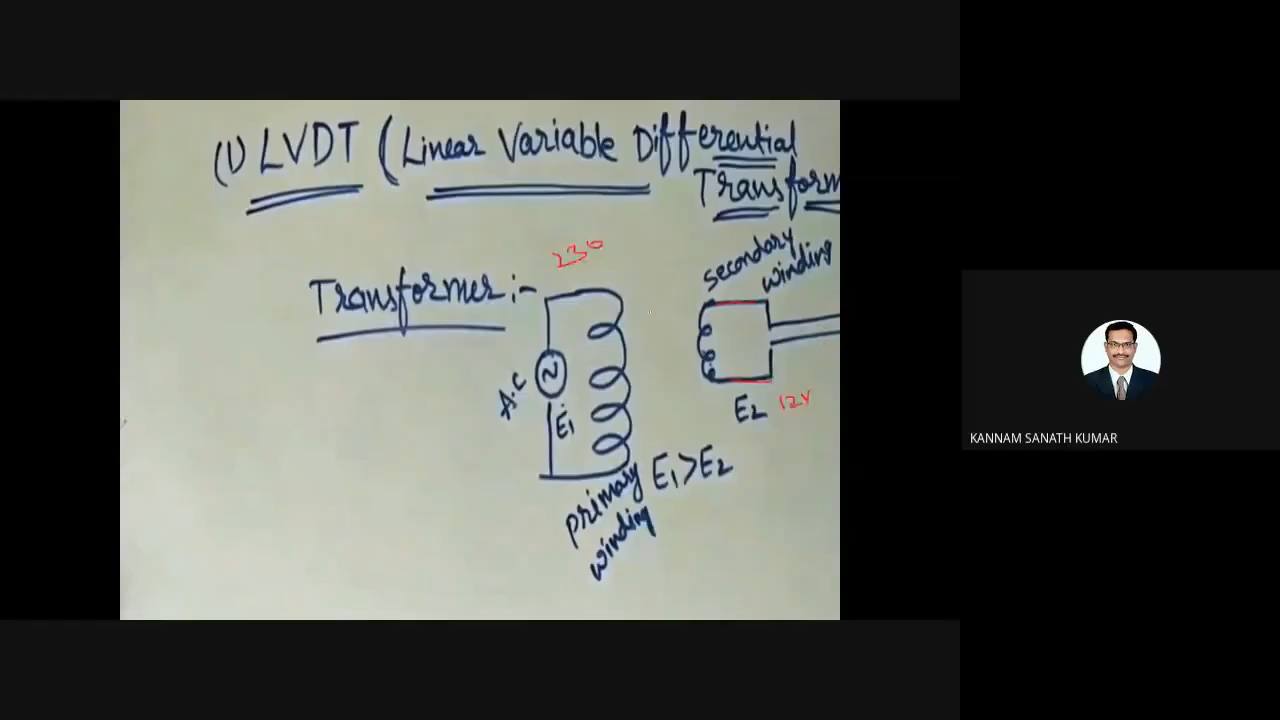 (1) LVDT (Linear Variable Differential
Transform
secondary
winding
230
Transformer :-
A.C
E1
E2 12V
E1>E2
primary
winding
KANNAM SANATH KUMAR